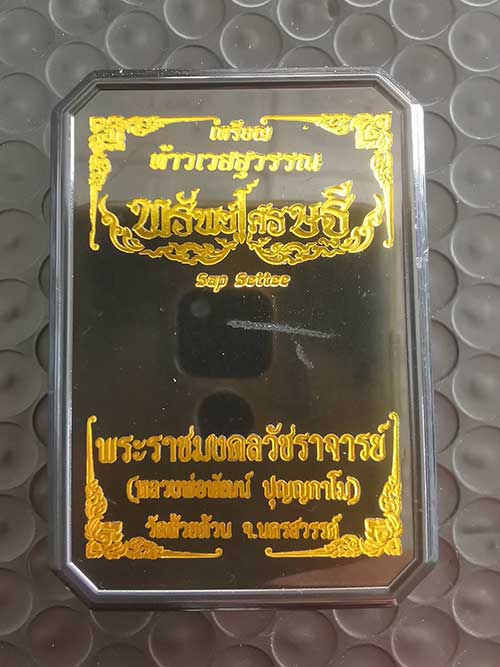 เหรียญ
ท้าวเวสสุวรรณ
ทรัพย์เศรษฐี
Sap Settee
พระราชมงคลวัชราจารย์
(หลวงพ่อพัฒน์ ปุญญกาโม)
วัดห้วยด้วน จ.นครสวรรค์